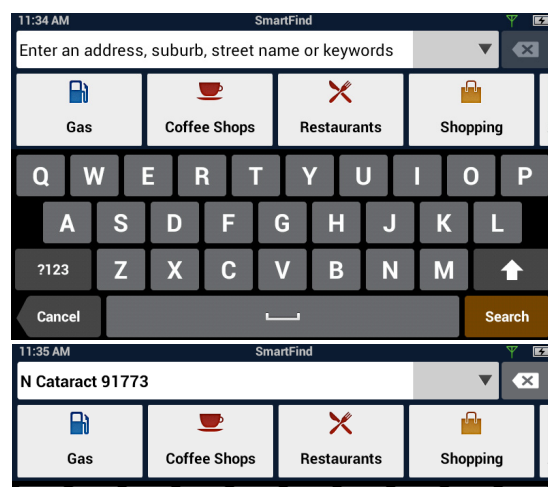 11:34 AM SmartFind
Enter an address, suburb, street name or keywords
Gas Coffee Shops Restaurants Shopping
Q W E R T Y U I O P
A S D F G H J K L
?123 Z X C V B N M
Cancel Search
11:35 AM SmartFind
N Cataract 91773
Gas Coffee Shops Restaurants Shopping